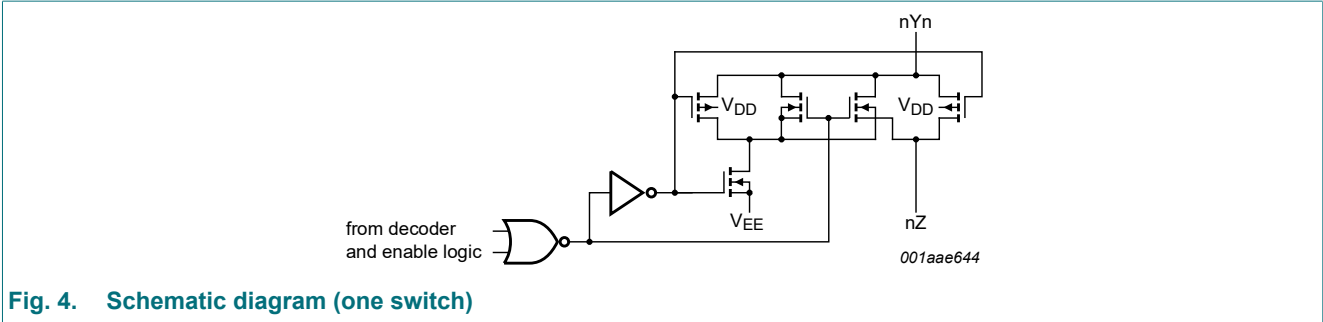 nYn
VDD
VDD
VEE
nZ
from decoder
and enable logic
001aae644
Fig. 4. Schematic diagram (one switch)